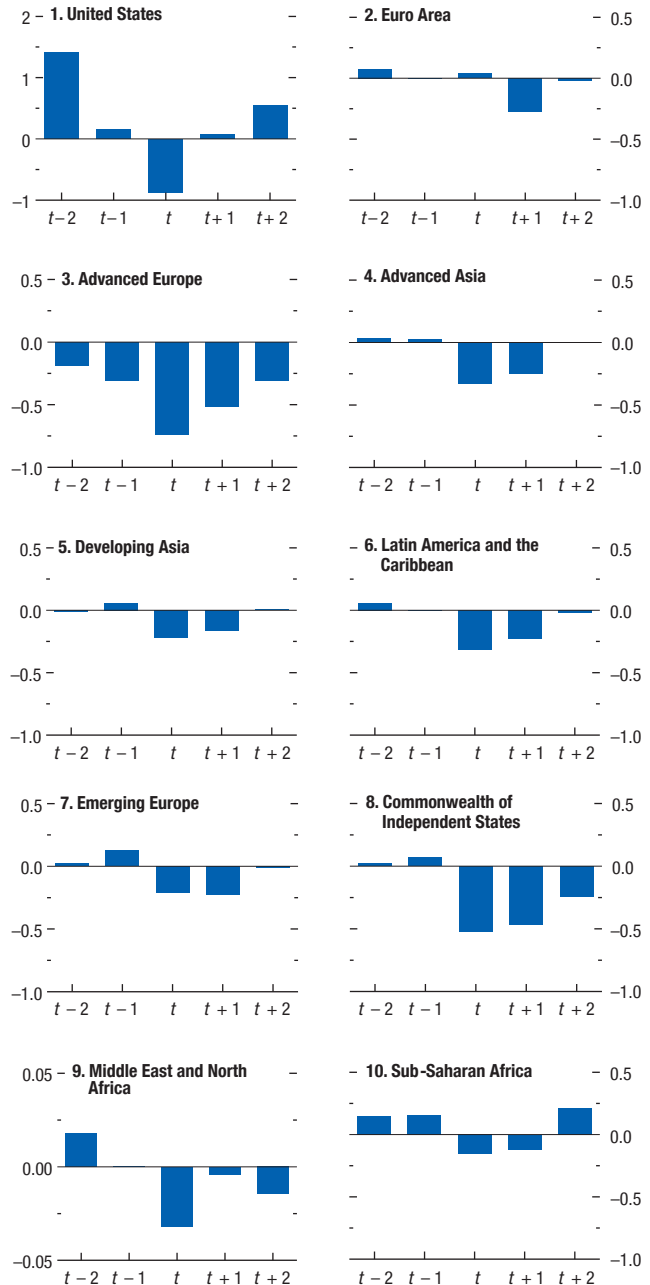 1. United States
2
1
0
–1
t–2 t–1 t t+1 t+2
2. Euro Area
0.5
0.0
–0.5
–1.0
t–2 t–1 t t+1 t+2
3. Advanced Europe
0.5
0.0
–0.5
–1.0
t – 2 t – 1 t t + 1 t + 2
4. Advanced Asia
0.5
0.0
–0.5
–1.0
t – 2 t – 1 t t + 1 t + 2
5. Developing Asia
0.5
0.0
–0.5
–1.0
t – 2 t – 1 t t + 1 t + 2
6. Latin America and the
Caribbean
0.5
0.0
–0.5
–1.0
t – 2 t – 1 t t + 1 t + 2
7. Emerging Europe
0.5
0.0
–0.5
–1.0
t – 2 t – 1 t t + 1 t + 2
8. Commonwealth of
Independent States
0.5
0.0
–0.5
–1.0
t – 2 t – 1 t t + 1 t + 2
9. Middle East and North
Africa
0.05
0.00
–0.05
t – 2 t – 1 t t + 1 t + 2
10. Sub-Saharan Africa
0.5
0.0
–0.5
–1.0
t – 2 t – 1 t t + 1 t + 2